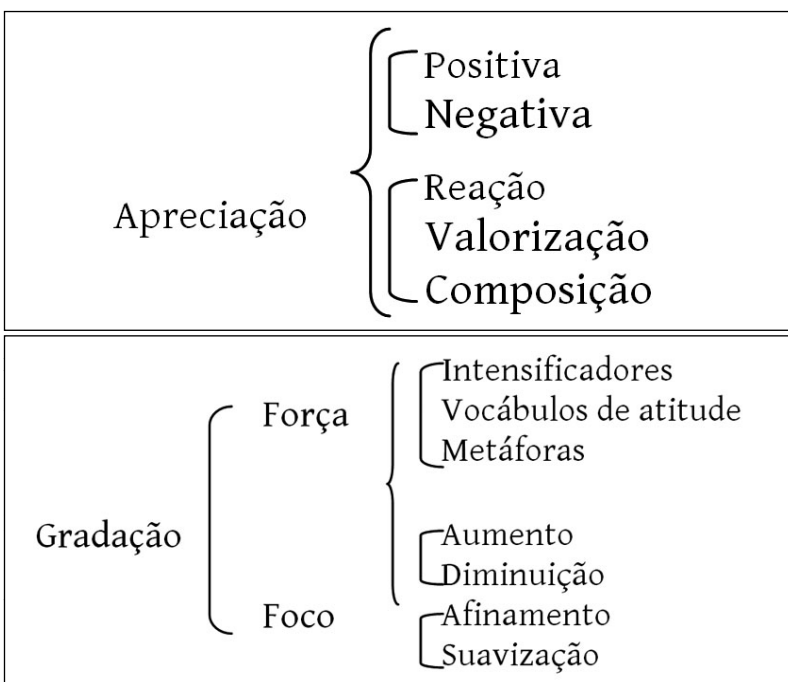 Positiva
Negativa
Apreciação
Reação
Valorização
Composição
Intensificadores
Força
Vocábulos de atitude
Metáforas
Gradação
Aumento
Diminuição
Foco
Afinamento
Suavização